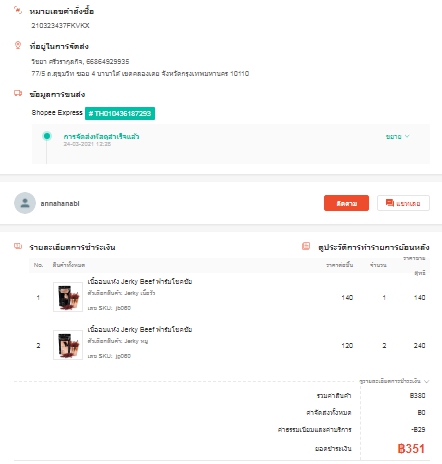 หมายเลขคำสั่งซื้อ
210323437FKVKX
ที่อยู่ในการจัดส่ง
วิชยา ศรีวรากุลกิจ, 66864929935
77/5 ถ.สุขุมวิท ซอย 4 นานาใต้ เขตคลองเตย จังหวัดกรุงเทพมหานคร 10110
ข้อมูลการขนส่ง
Shopee Express # TH010436187293
การจัดส่งพัสดุสำเร็จแล้ว ขยาย
24-03-2021 12:26
annahanabi ติดตาม แชทเลย
รายละเอียดการชำระเงิน ดูประวัติการทำรายการย้อนหลัง
No. สินค้าทั้งหมด ราคาต่อชิ้น จำนวน ราคารวมสุทธิ
1 เนื้ออบแห้ง Jerky Beef ฟาร์มโชคชัย 140 1 140
ตัวเลือกสินค้า: Jerky เนื้อวัว
เลข SKU: jb060
2 เนื้ออบแห้ง Jerky Beef ฟาร์มโชคชัย 120 2 240
ตัวเลือกสินค้า: Jerky หมู
เลข SKU: jp060
ดูรายละเอียดการชำระเงิน
รวมค่าสินค้า ฿380
ค่าจัดส่งทั้งหมด ฿0
ค่าธรรมเนียมและค่าบริการ -฿29
ยอดชำระเงิน ฿351